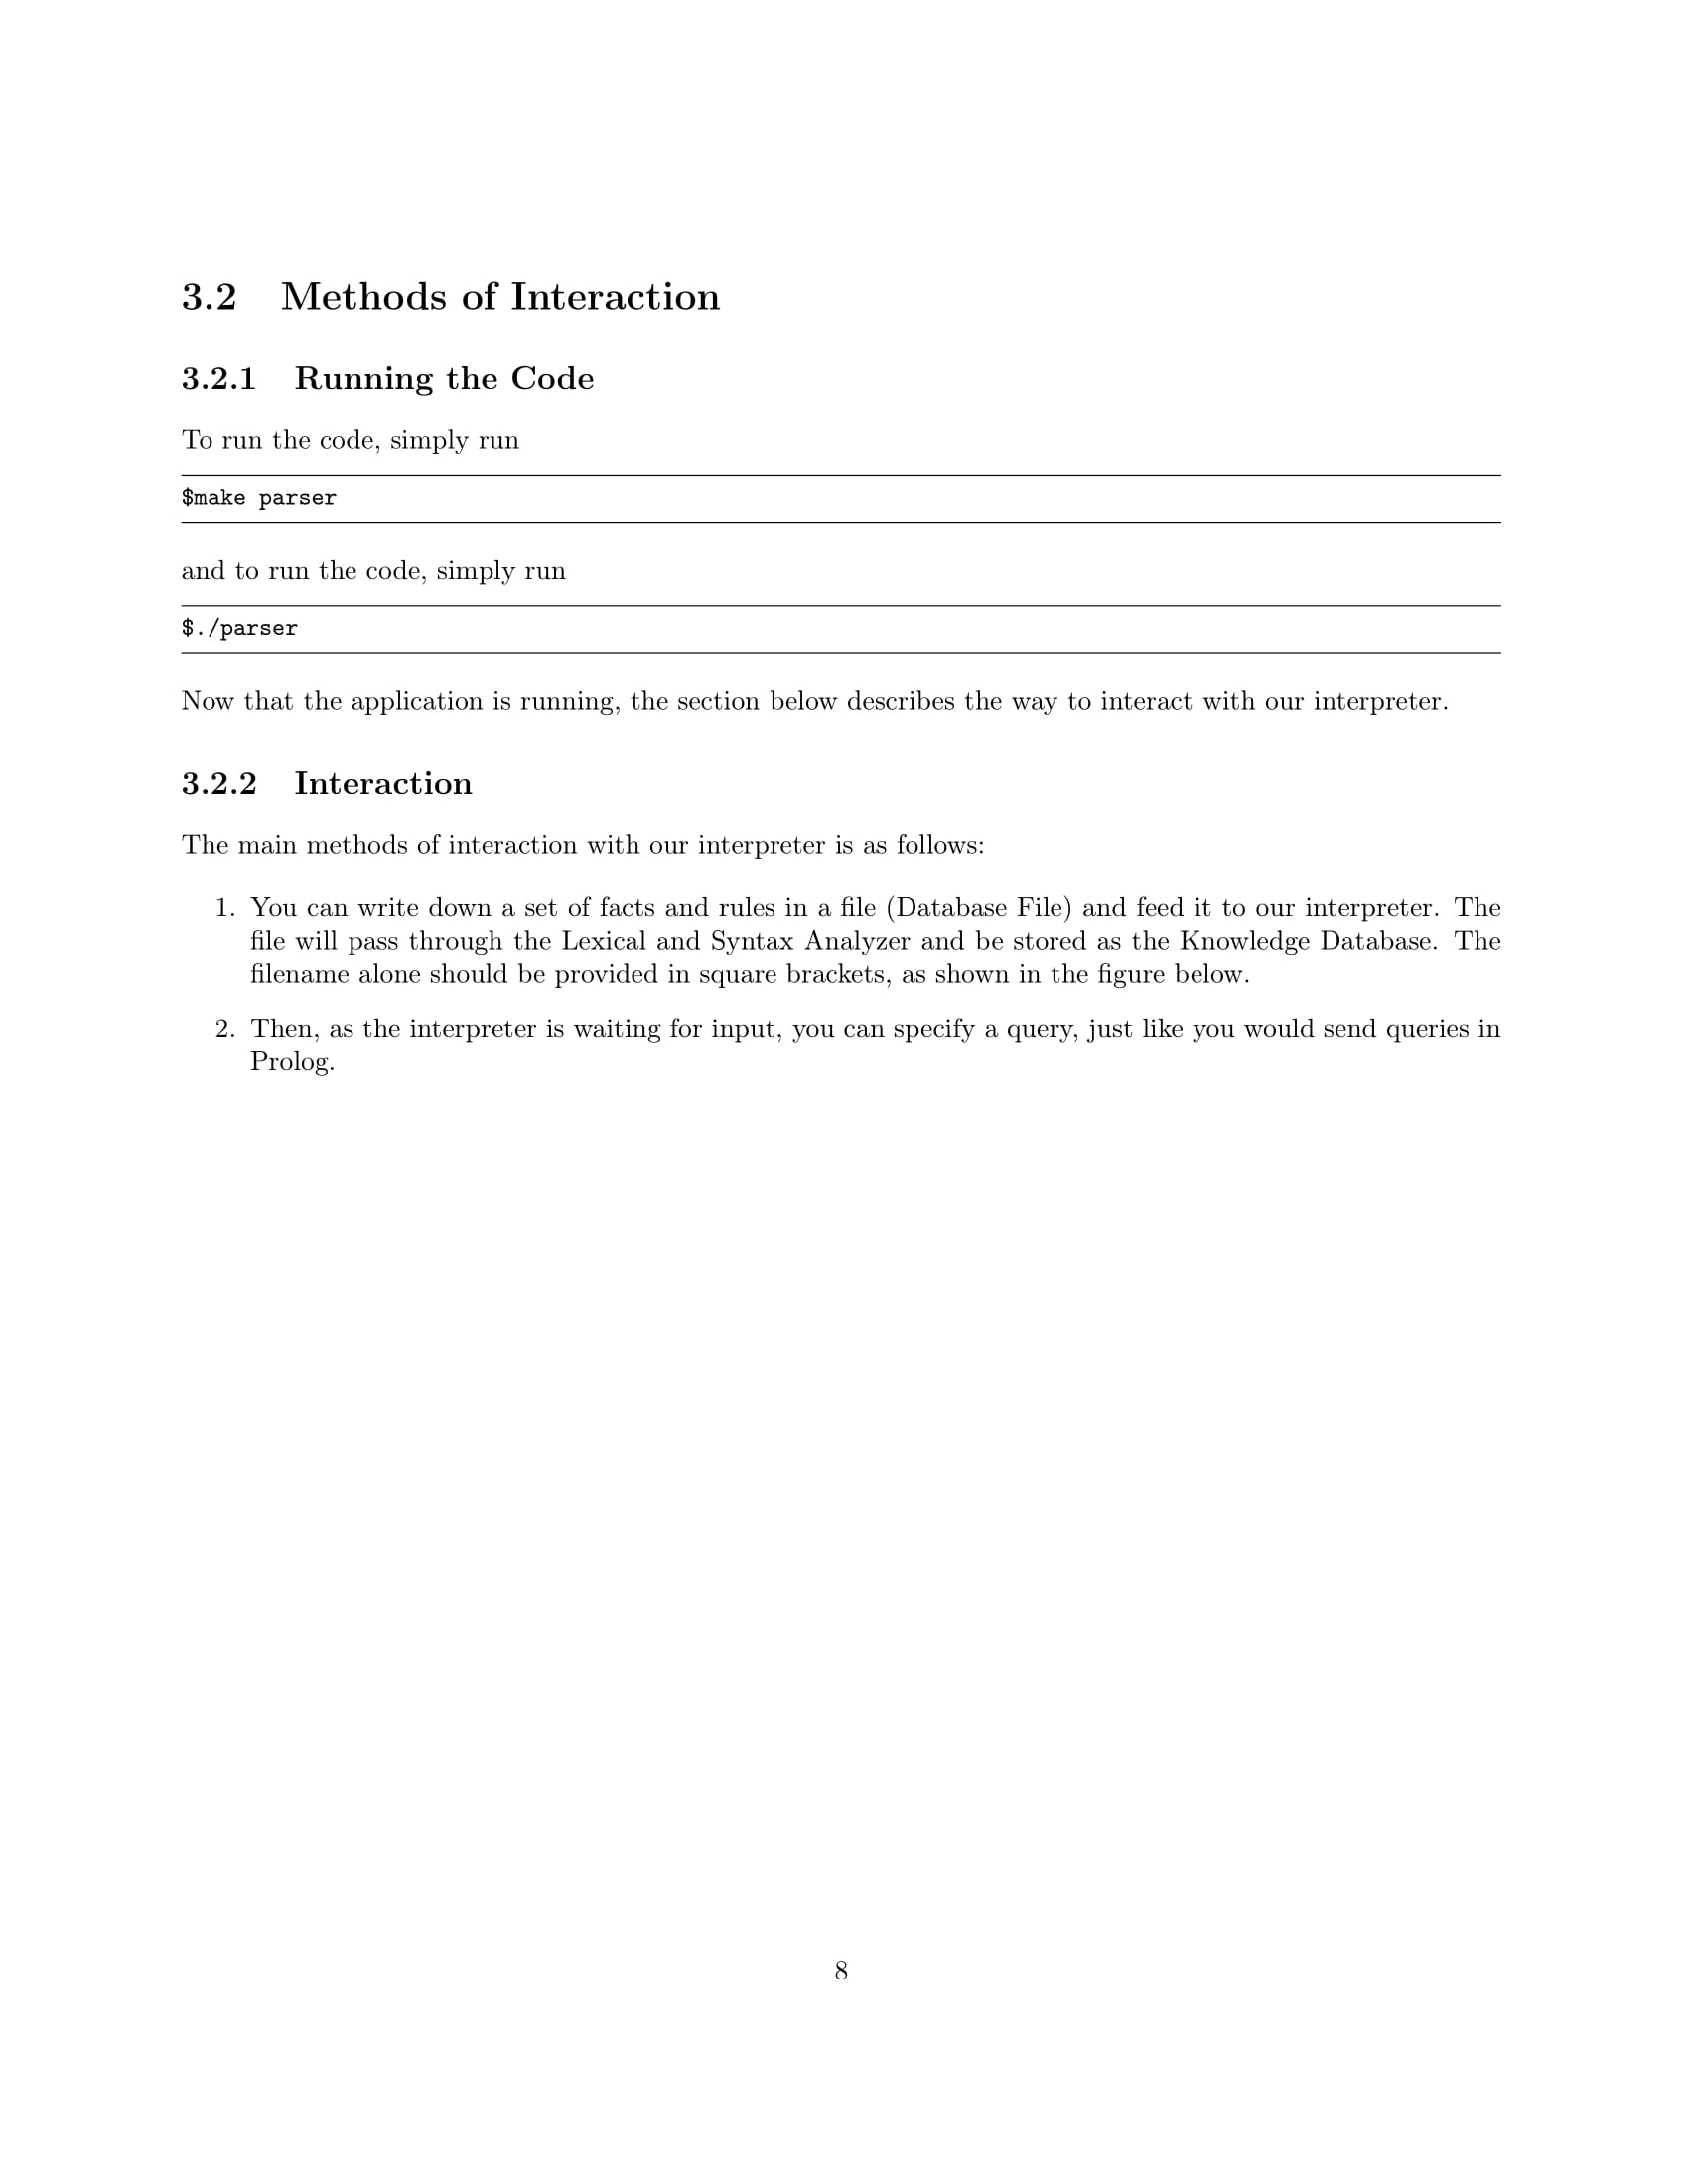 3.2 Methods of Interaction
3.2.1 Running the Code
To run the code, simply run
$make parser
and to run the code, simply run
$./parser
Now that the application is running, the section below describes the way to interact with our interpreter.
3.2.2 Interaction
The main methods of interaction with our interpreter is as follows:
1. You can write down a set of facts and rules in a file (Database File) and feed it to our interpreter. The
file will pass through the Lexical and Syntax Analyzer and be stored as the Knowledge Database. The
filename alone should be provided in square brackets, as shown in the figure below.
2. Then, as the interpreter is waiting for input, you can specify a query, just like you would send queries in
Prolog.
8